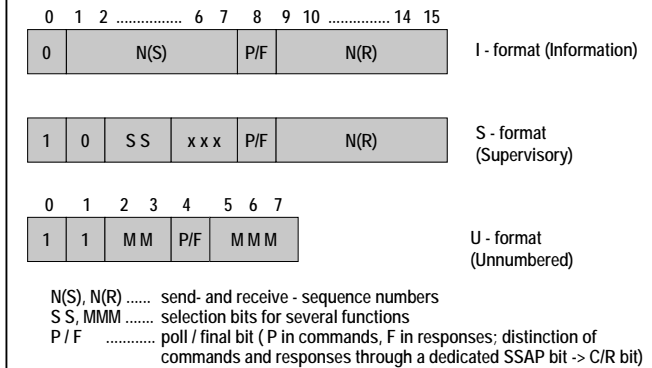 0 1 2 ................ 6 7 8 9 10 ............... 14 15
0 N(S) P/F N(R) I - format (Information)
1 0 S S x x x P/F N(R) S - format
(Supervisory)
0 1 2 3 4 5 6 7
1 1 M M P/F M M M U - format
(Unnumbered)
N(S), N(R) ...... send- and receive - sequence numbers
S S, MMM ....... selection bits for several functions
P / F ............ poll / final bit ( P in commands, F in responses; distinction of
commands and responses through a dedicated SSAP bit -> C/R bit)